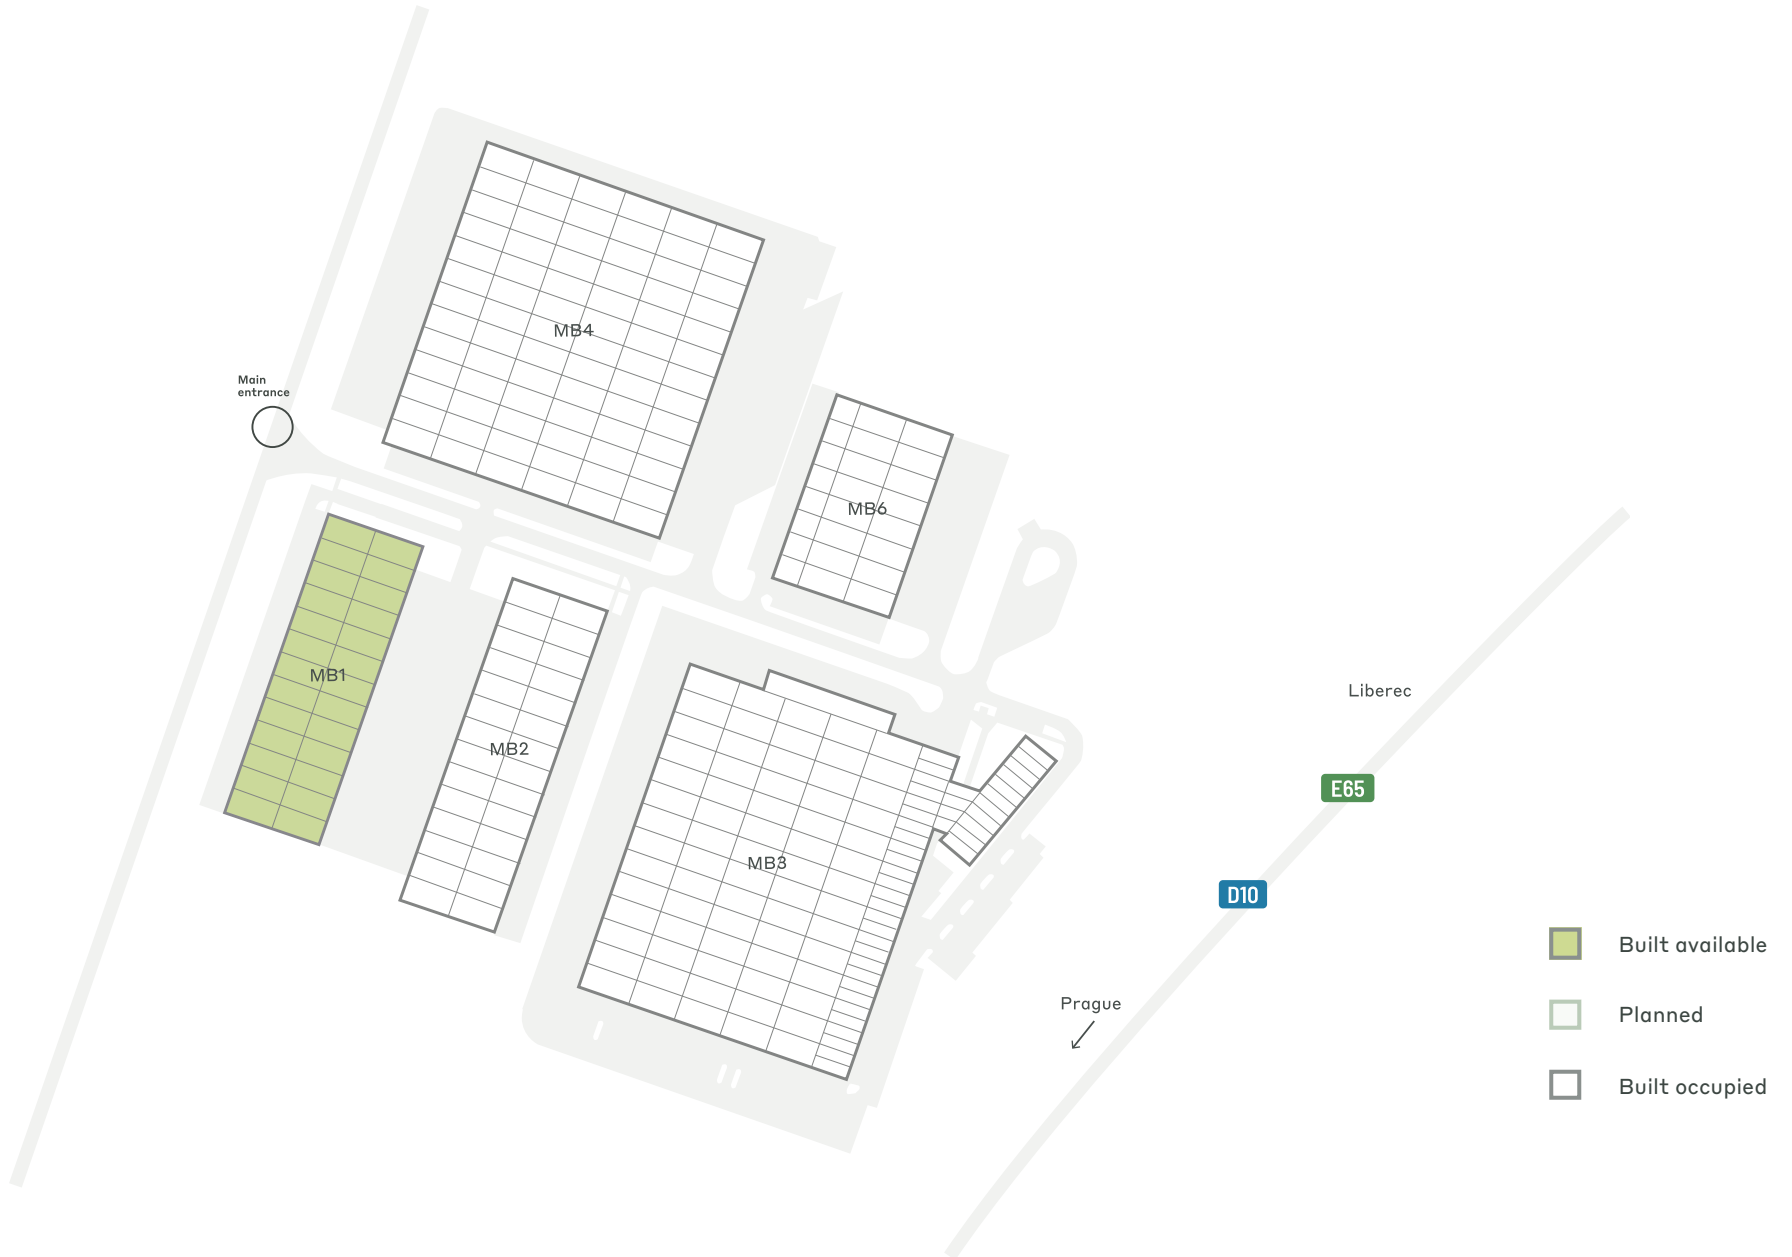 MB4
Main
entrance
MB6
MB1
Liberec
MB2
E65
MB3
D10
Built available
Prague
Planned
Built occupied